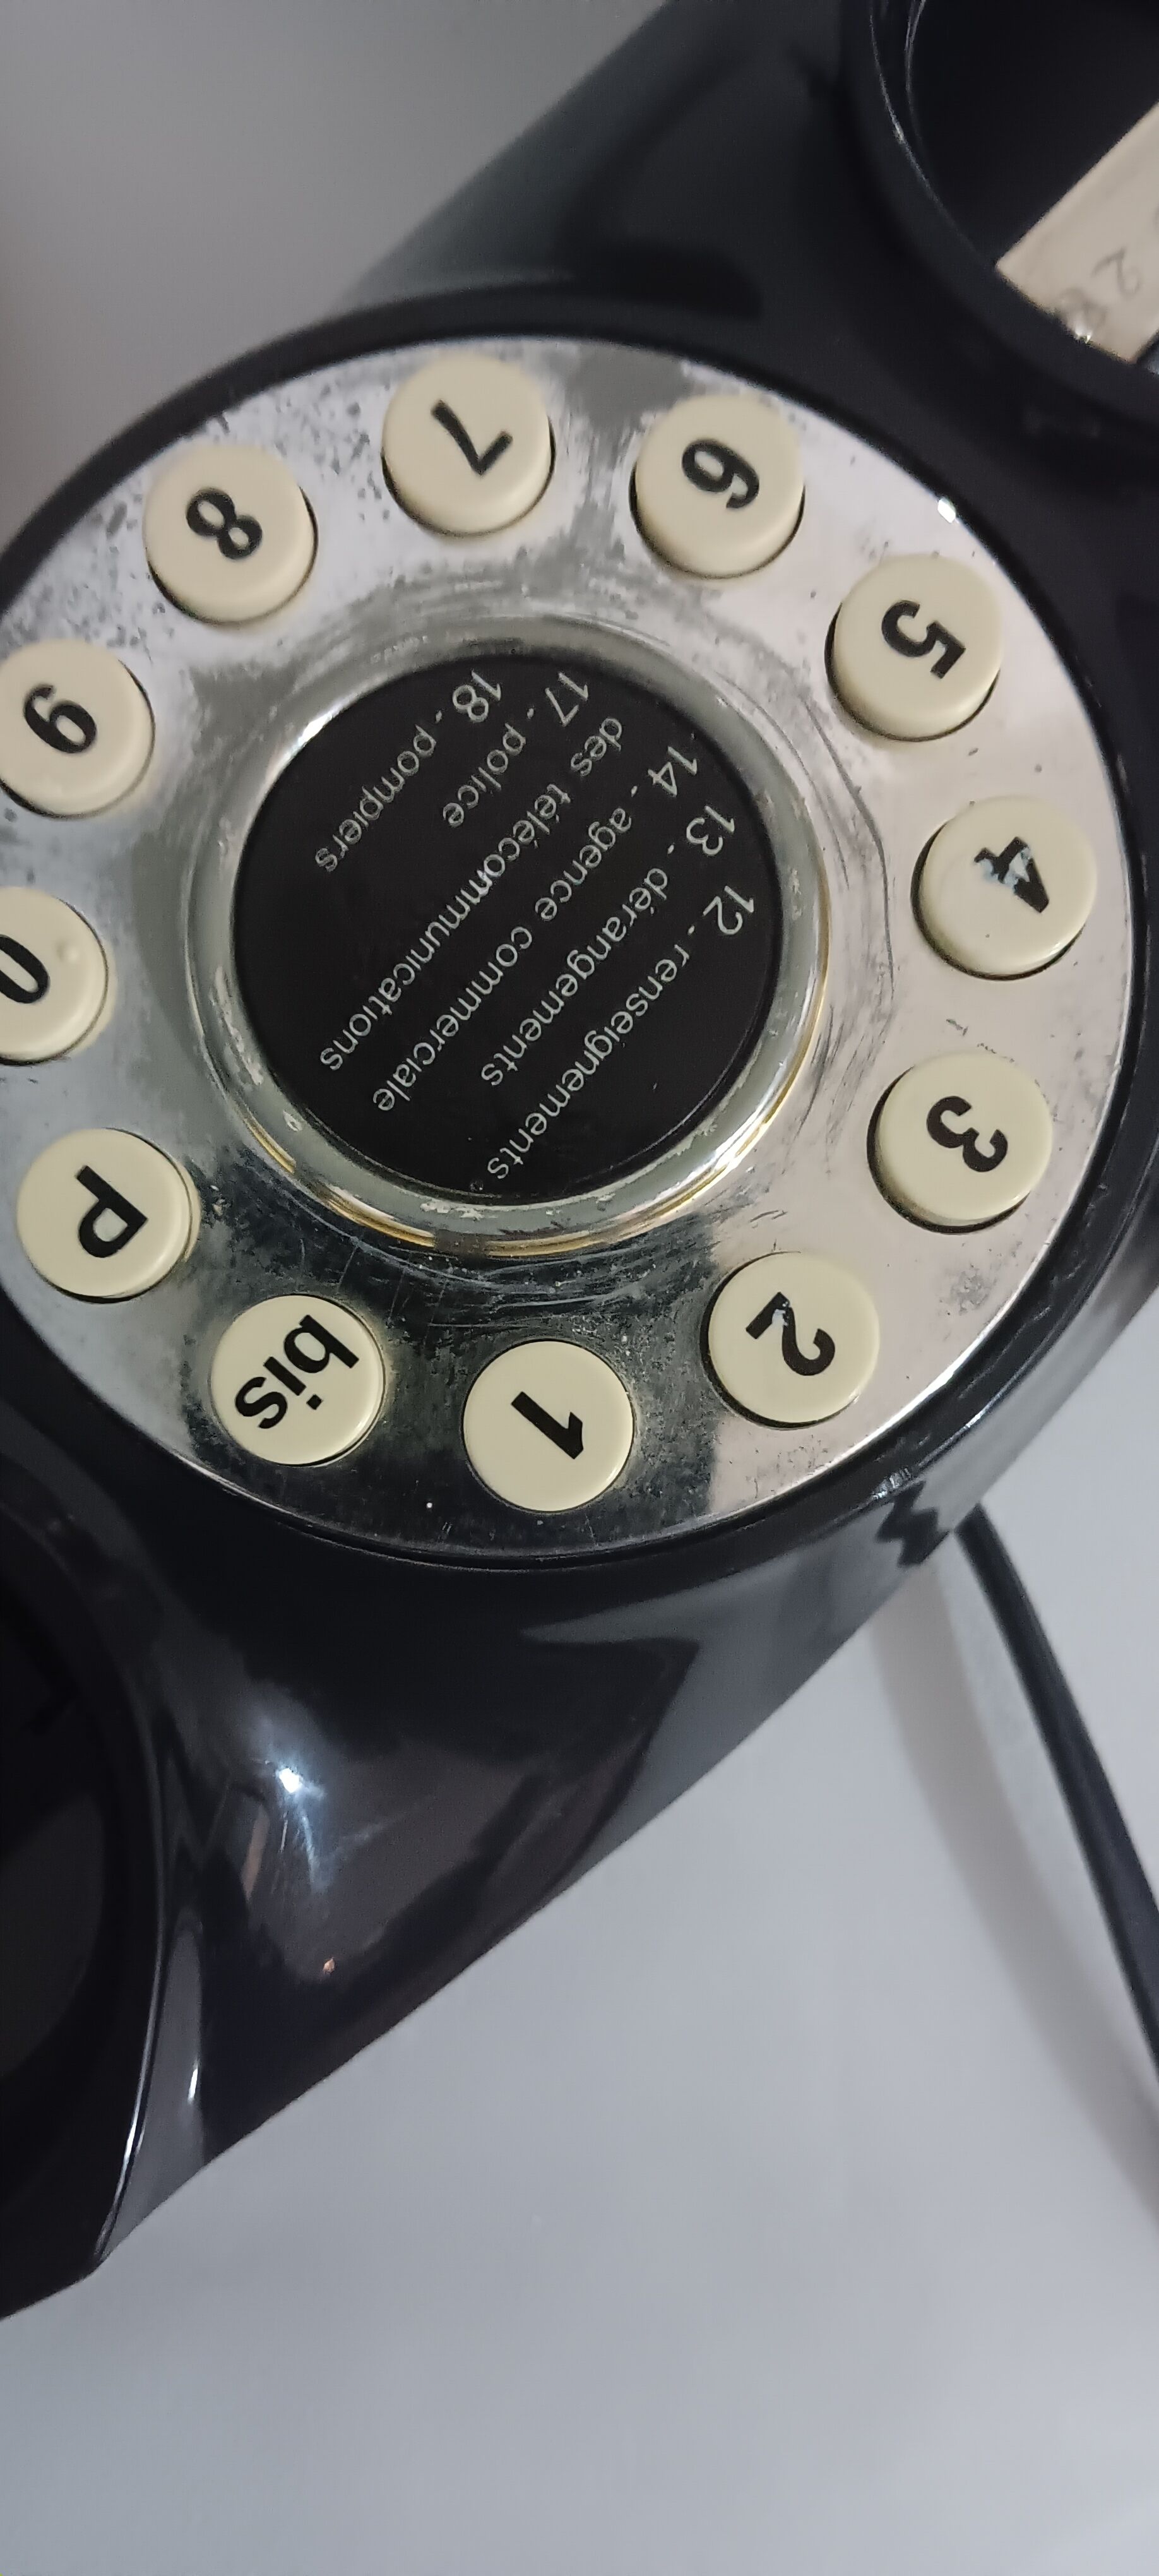 12 - renseignements
13 - dérangements
14 - agence commerciale
des télécommunications
17 - police
18 - pompiers
1
2
3
4
5
6
7
8
9
0
P
bis
2